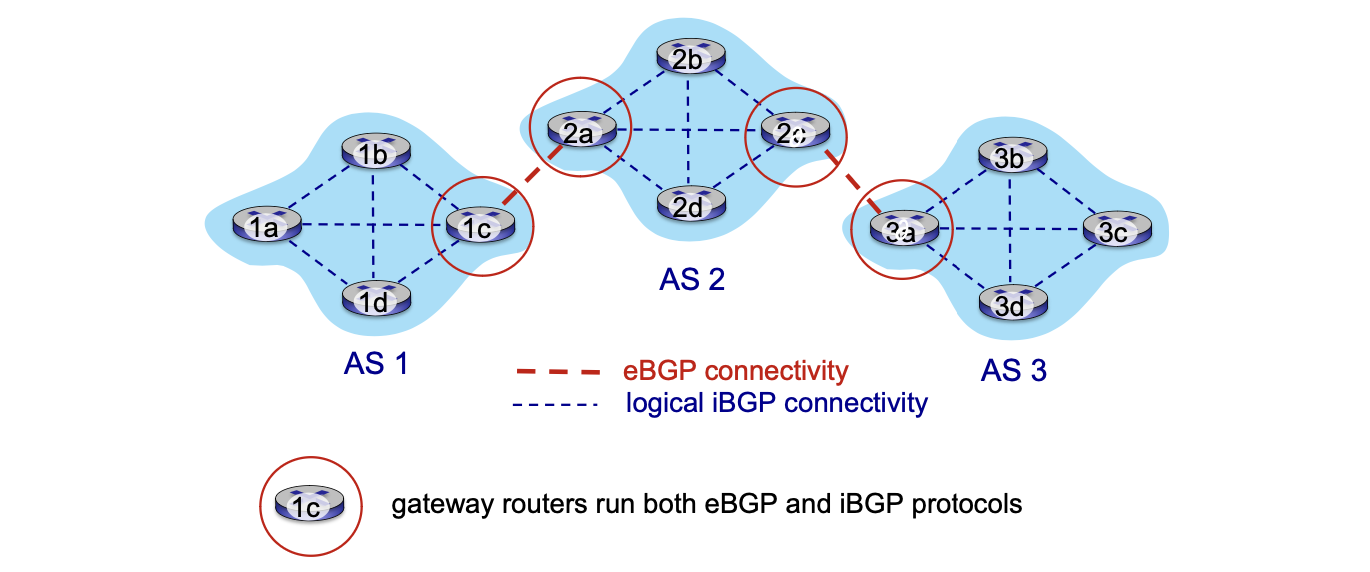 2b
2a
2c
2d
1b
1a
1c
1d
3b
3a
3c
3d
AS 2
AS 1
AS 3
eBGP connectivity
logical iBGP connectivity
1c
gateway routers run both eBGP and iBGP protocols